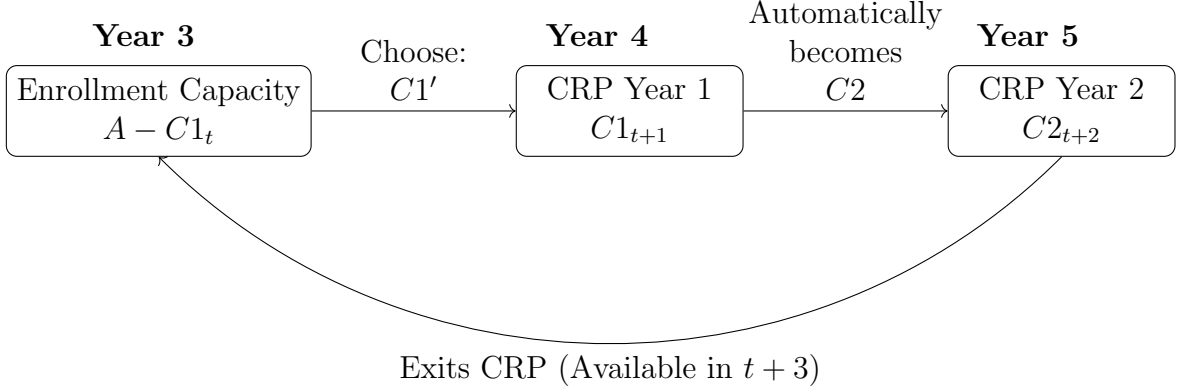 Year 3
Enrollment Capacity
A − C1_t
Choose:
C1′
Year 4
CRP Year 1
C1_{t+1}
Automatically
becomes
C2
Year 5
CRP Year 2
C2_{t+2}
Exits CRP (Available in t + 3)